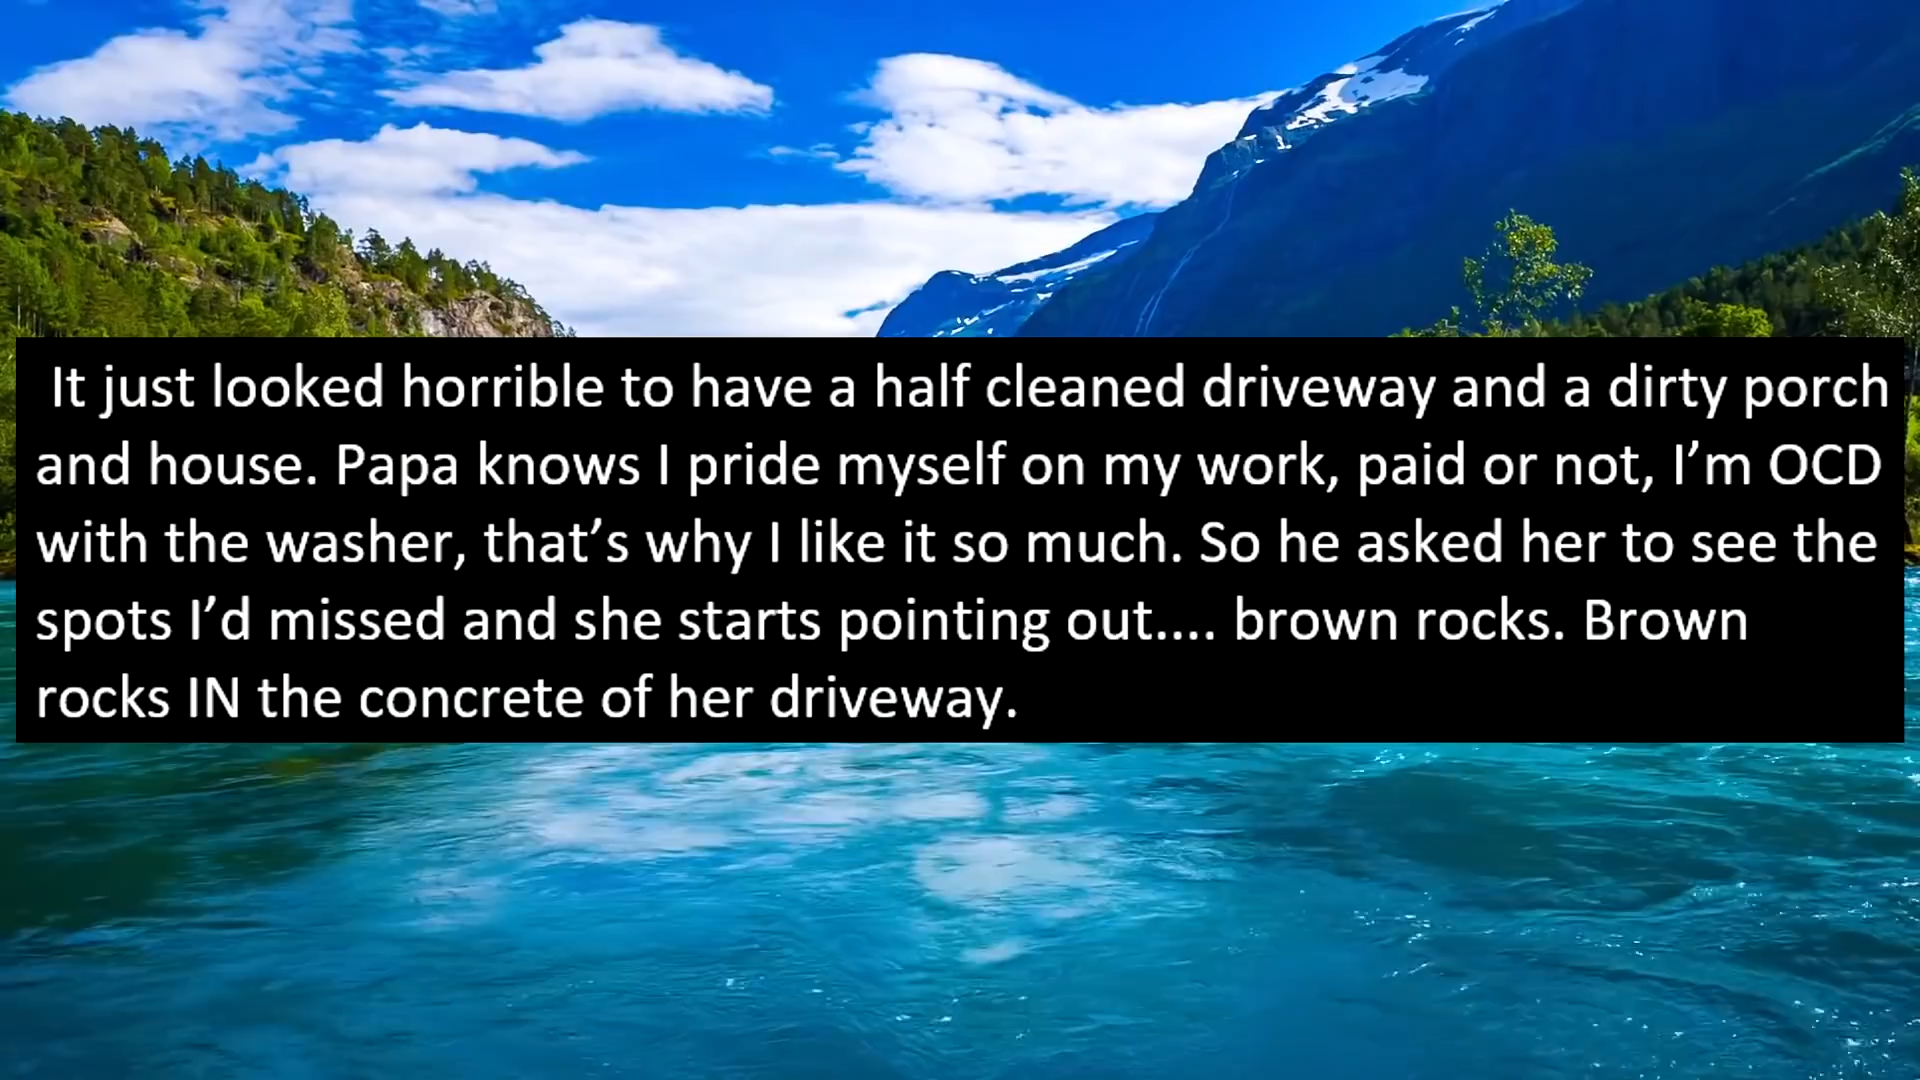 It just looked horrible to have a half cleaned driveway and a dirty porch
and house. Papa knows I pride myself on my work, paid or not, I’m OCD
with the washer, that’s why I like it so much. So he asked her to see the
spots I’d missed and she starts pointing out.... brown rocks. Brown
rocks IN the concrete of her driveway.